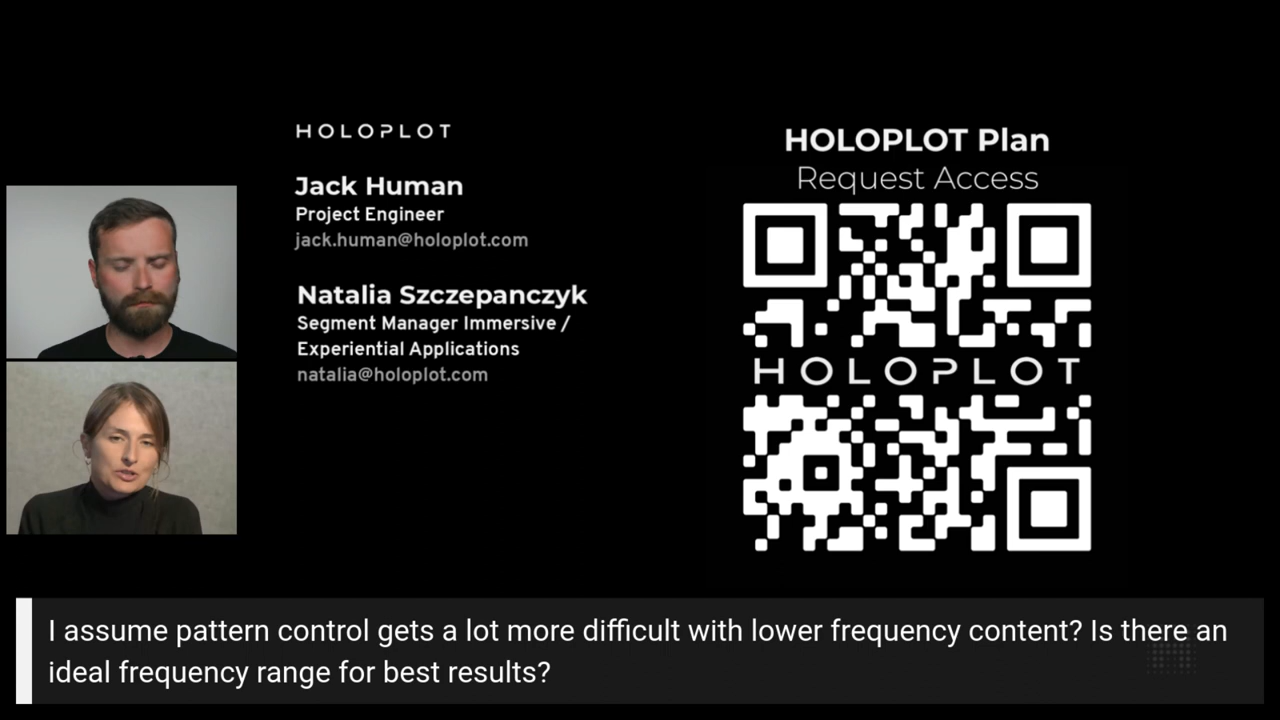 HOLOPLOT
Jack Human
Project Engineer
jack.human@holoplot.com
Natalia Szczepanczyk
Segment Manager Immersive /
Experiential Applications
natalia@holoplot.com
HOLOPLOT Plan
Request Access
HOLOPLOT
I assume pattern control gets a lot more difficult with lower frequency content? Is there an
ideal frequency range for best results?